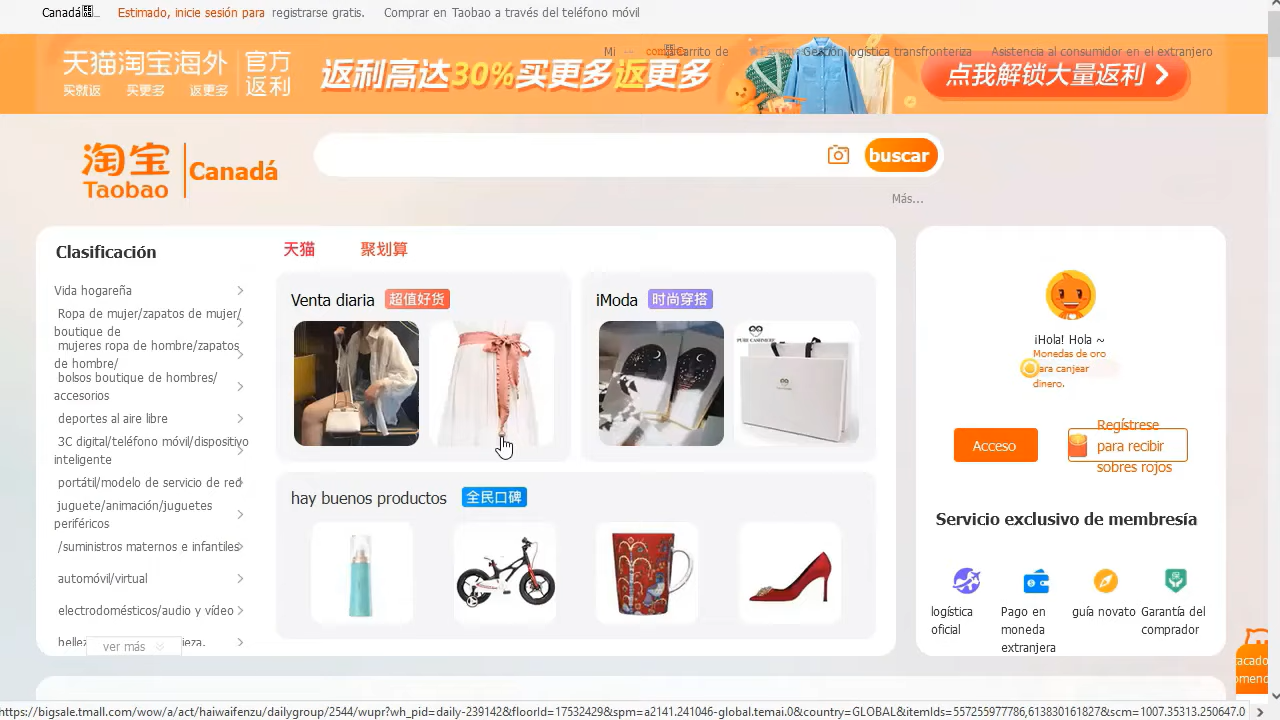 Canadá
Estimado, inicie sesión para registrarse gratis.
Comprar en Taobao a través del teléfono móvil
Mi
Carrito de
Gestión logística transfronteriza
Asistencia al consumidor en el extranjero
天猫淘宝海外
官方
返利
买就返 买更多 返更多
返利高达30%买更多返更多
点我解锁大量返利
淘宝
Taobao
Canadá
buscar
Más...
Clasificación
天猫
聚划算
Vida hogareña
Ropa de mujer/zapatos de mujer/
boutique de
mujeres ropa de hombre/zapatos
de hombre/
bolsos boutique de hombres/
accesorios
deportes al aire libre
3C digital/teléfono móvil/dispositivo
inteligente
portátil/modelo de servicio de red
juguete/animación/juguetes
periféricos
/suministros maternos e infantiles
automóvil/virtual
electrodomésticos/audio y vídeo
ver más
Venta diaria
超值好货
iModa
时尚穿搭
PURE CASHMERE
hay buenos productos
全民口碑
¡Hola! Hola ~
Monedas de oro
para canjear
dinero.
Acceso
Regístrese
para recibir
sobres rojos
Servicio exclusivo de membresía
logística
oficial
Pago en
moneda
extranjera
guía novato
Garantía del
comprador
https://bigsale.tmall.com/wow/a/act/haiwaifenzu/dailygroup/2544/wupr?wh_pid=daily-239142&floorId=17532429&spm=a2141.241046-global.temai.0&country=GLOBAL&itemIds=557255977786,613830161827&scm=1007.35313.250647.0